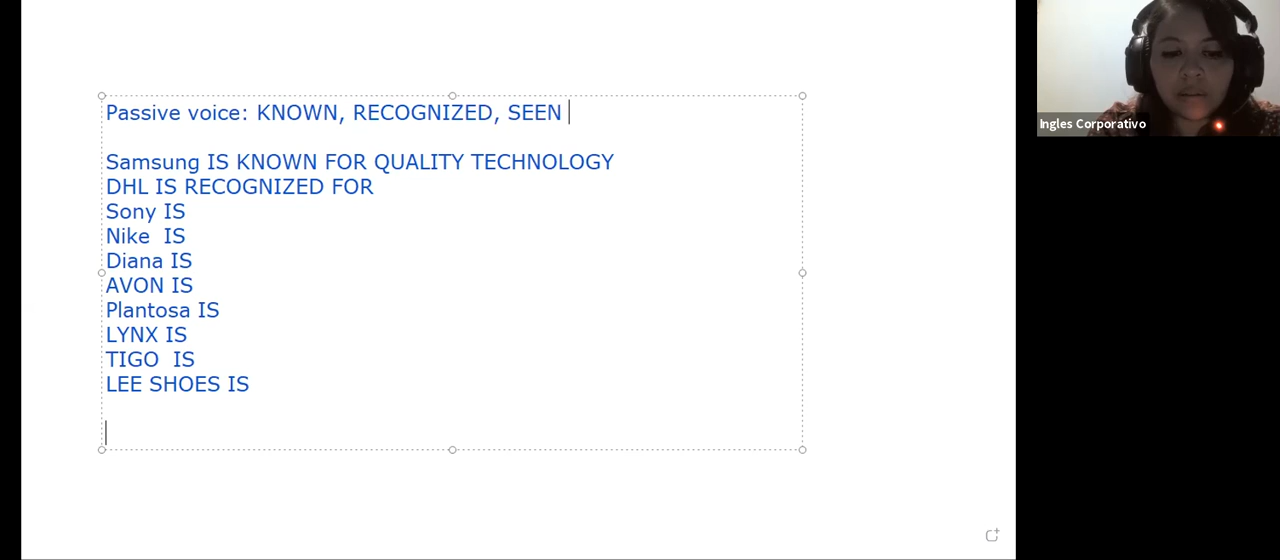 Passive voice: KNOWN, RECOGNIZED, SEEN
Samsung IS KNOWN FOR QUALITY TECHNOLOGY
DHL IS RECOGNIZED FOR
Sony IS
Nike  IS
Diana IS
AVON IS
Plantosa IS
LYNX IS
TIGO  IS
LEE SHOES IS
Ingles Corporativo